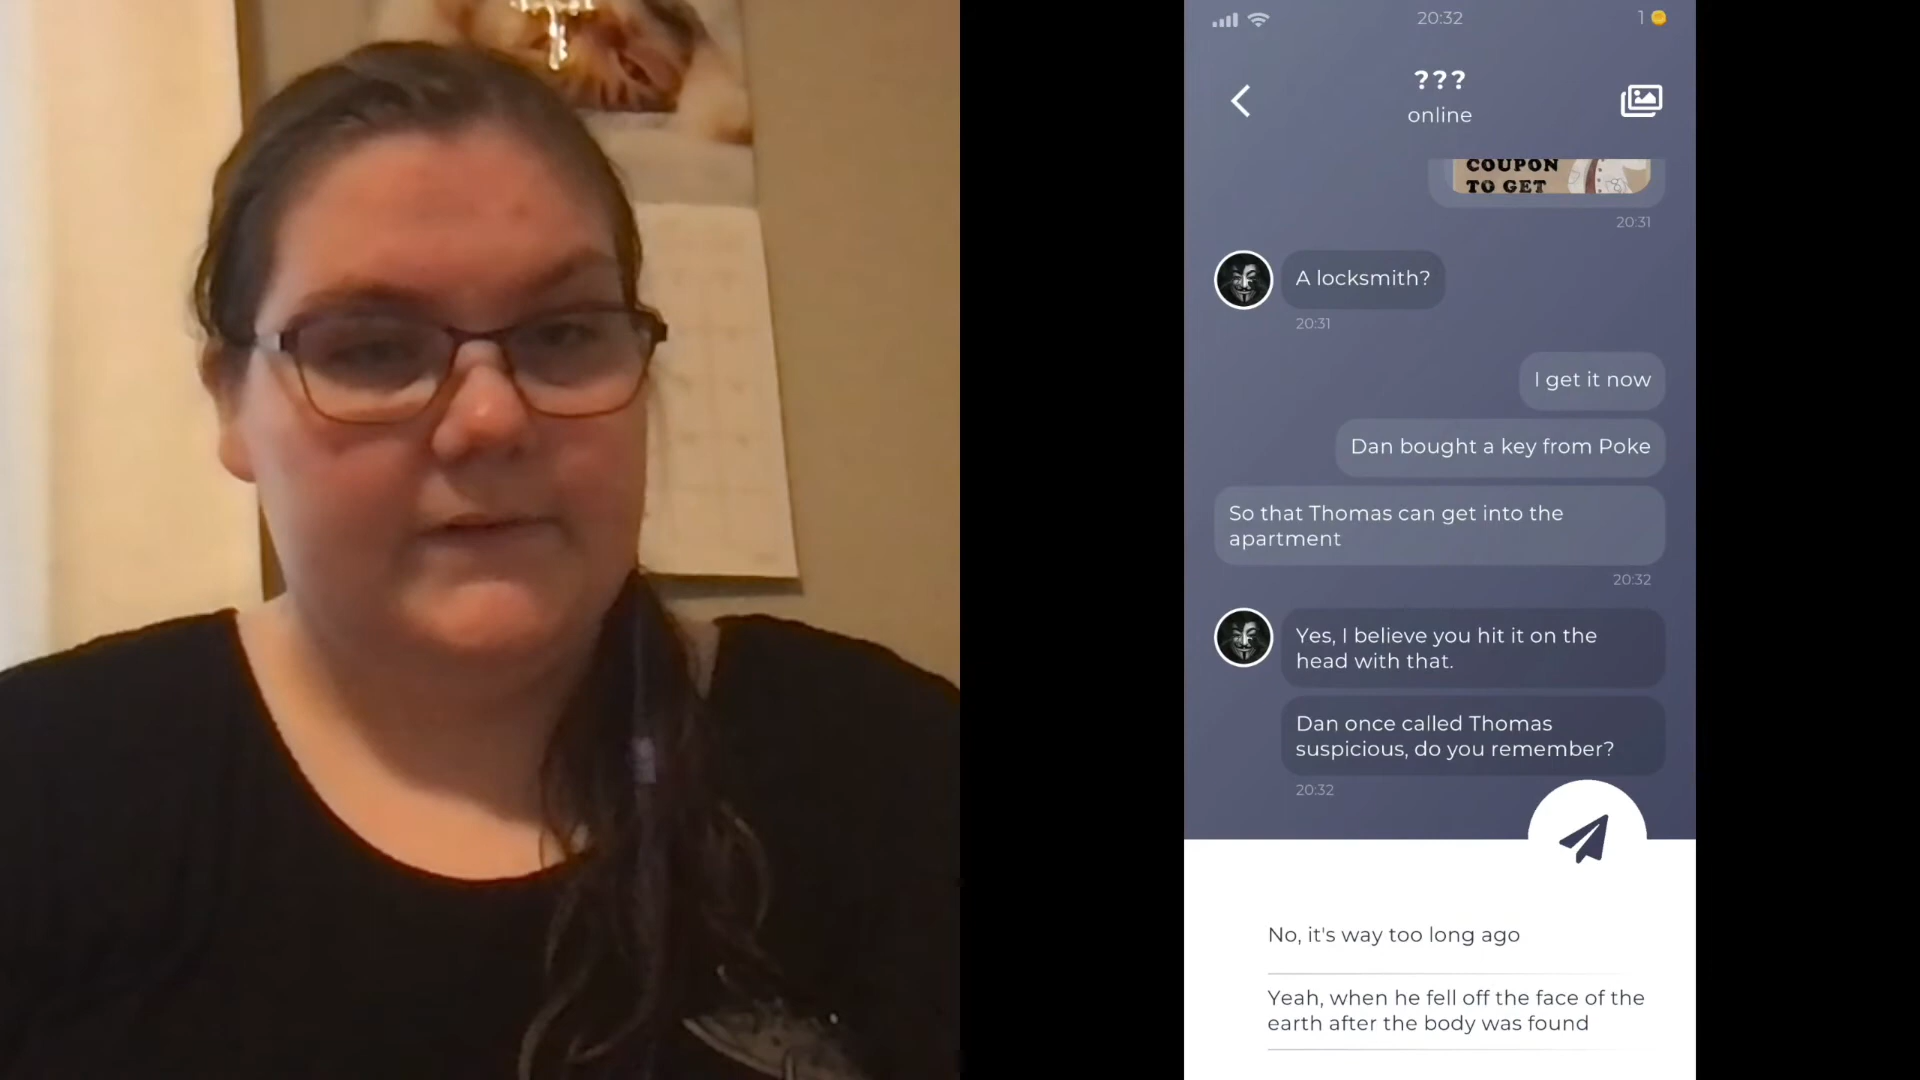 20:32
1
???
online
COUPON
TO GET
20:31
A locksmith?
20:31
I get it now
Dan bought a key from Poke
So that Thomas can get into the
apartment
20:32
Yes, I believe you hit it on the
head with that.
Dan once called Thomas
suspicious, do you remember?
20:32
No, it's way too long ago
Yeah, when he fell off the face of the
earth after the body was found